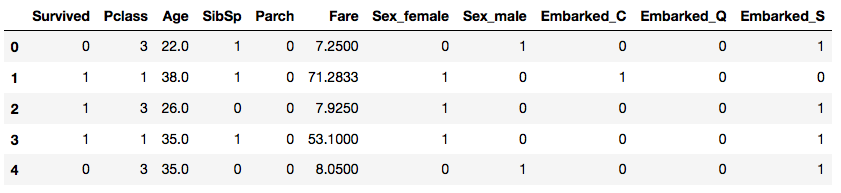 Survived Pclass Age SibSp Parch Fare Sex_female Sex_male Embarked_C Embarked_Q Embarked_S
0 0 3 22.0 1 0 7.2500 0 1 0 0 1
1 1 1 38.0 1 0 71.2833 1 0 1 0 0
2 1 3 26.0 0 0 7.9250 1 0 0 0 1
3 1 1 35.0 1 0 53.1000 1 0 0 0 1
4 0 3 35.0 0 0 8.0500 0 1 0 0 1